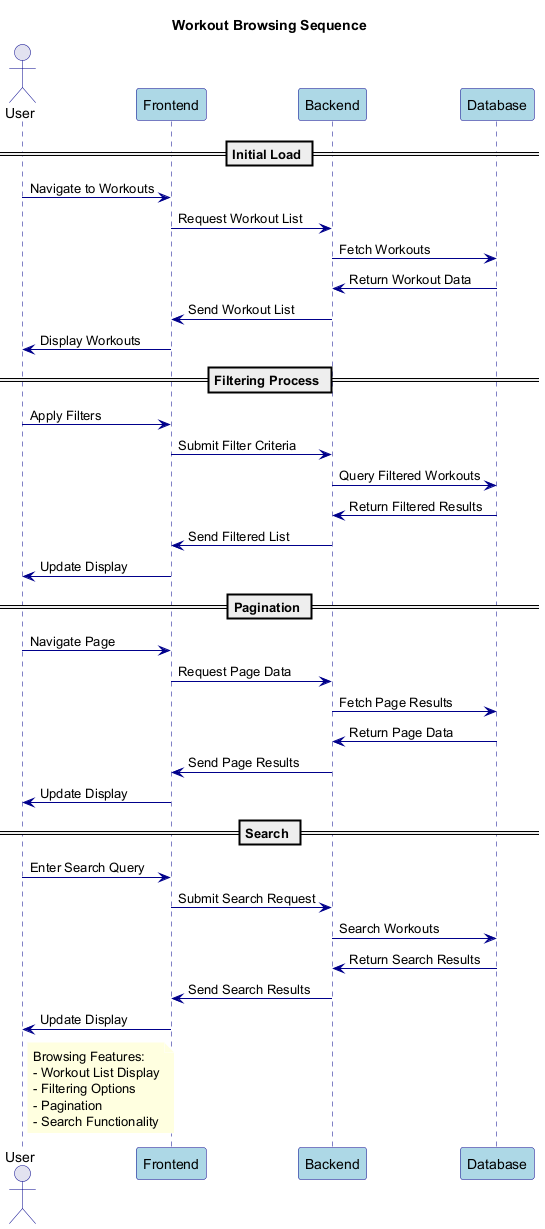 Workout Browsing Sequence
User
Frontend
Backend
Database
Initial Load
Navigate to Workouts
Request Workout List
Fetch Workouts
Return Workout Data
Send Workout List
Display Workouts
Filtering Process
Apply Filters
Submit Filter Criteria
Query Filtered Workouts
Return Filtered Results
Send Filtered List
Update Display
Pagination
Navigate Page
Request Page Data
Fetch Page Results
Return Page Data
Send Page Results
Update Display
Search
Enter Search Query
Submit Search Request
Search Workouts
Return Search Results
Send Search Results
Update Display
Browsing Features:
- Workout List Display
- Filtering Options
- Pagination
- Search Functionality
User
Frontend
Backend
Database